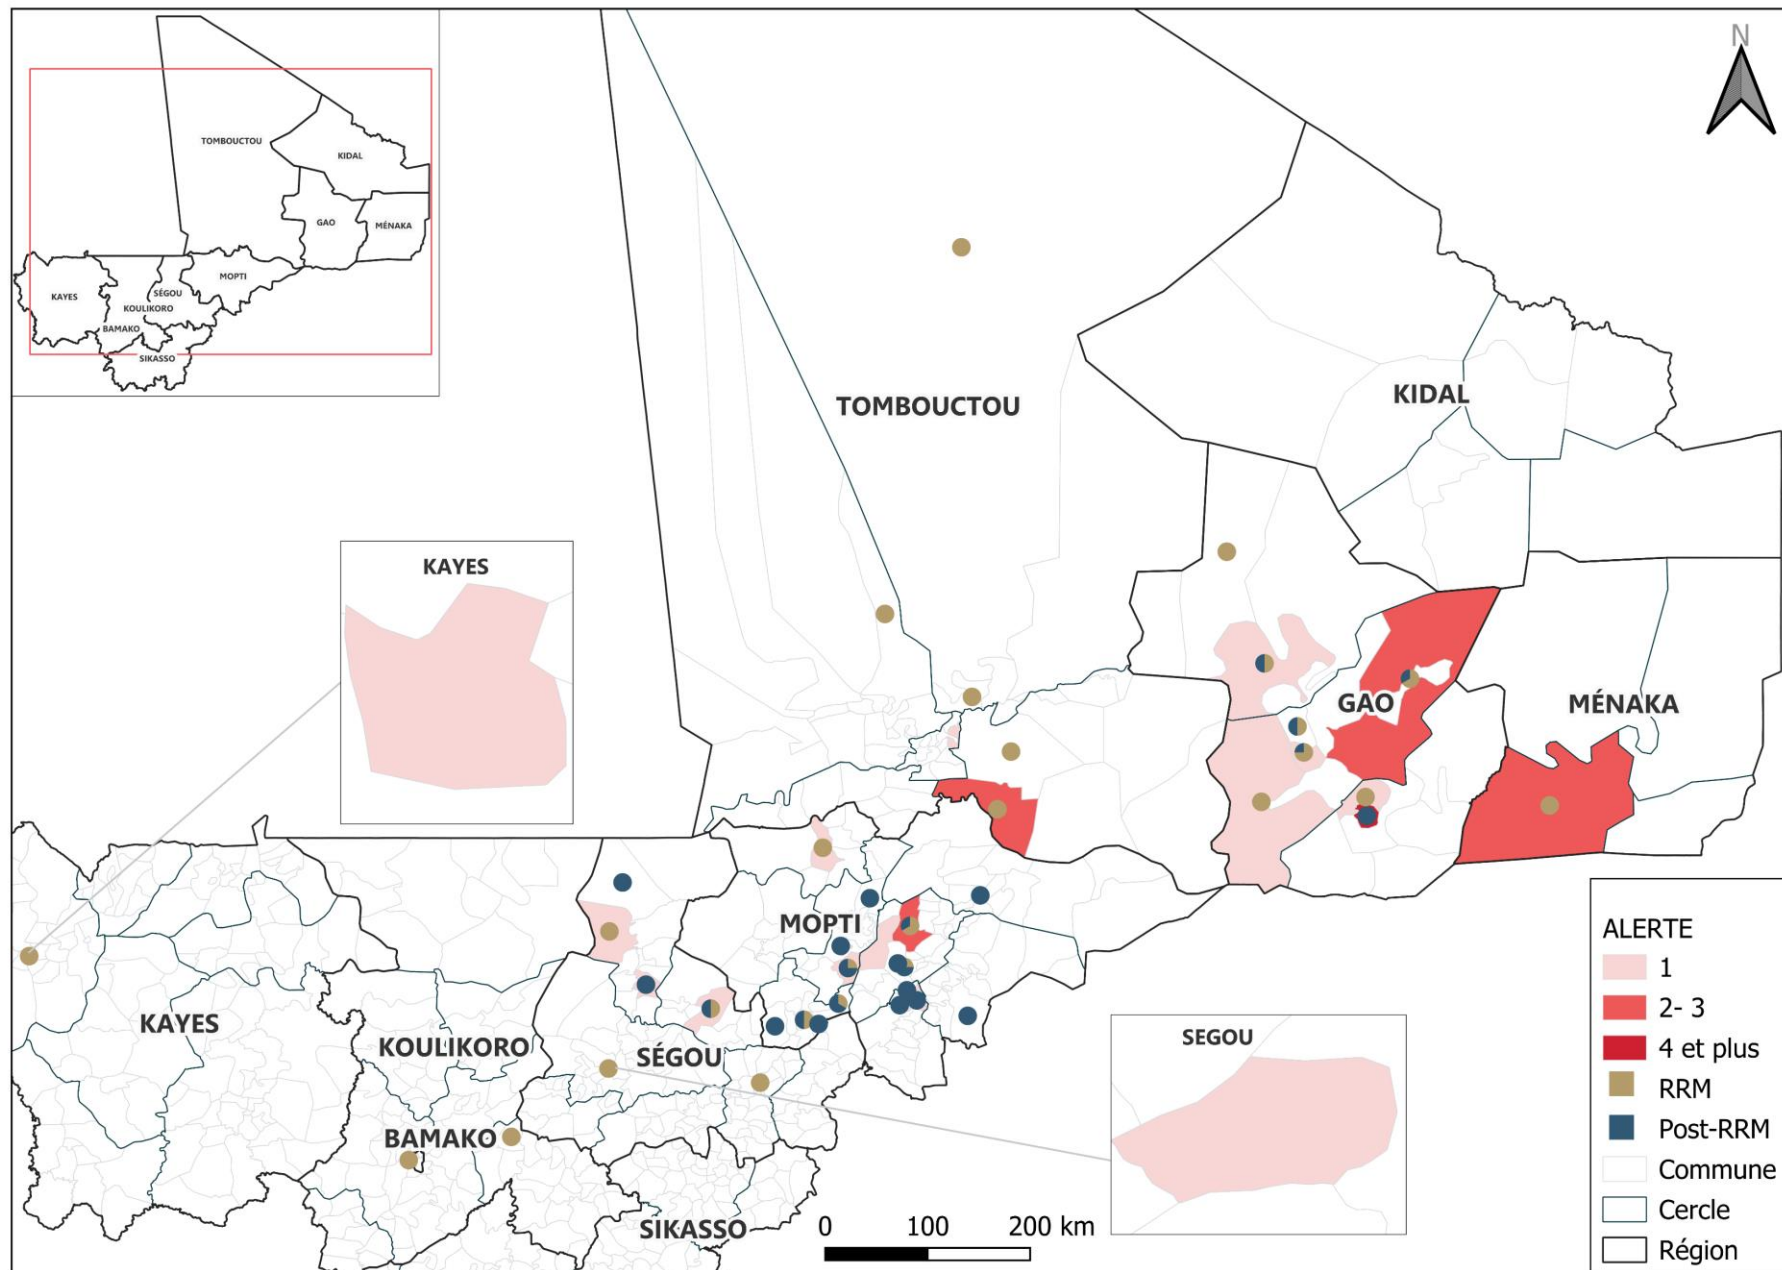 N
TOMBOUCTOU
KIDAL
GAO
MÉNAKA
MOPTI
KAYES
SÉGOU
KOULIKORO
BAMAKO
SIKASSO
TOMBOUCTOU
KIDAL
KAYES
GAO
MÉNAKA
MOPTI
KAYES
KOULIKORO
SÉGOU
BAMAKO
SIKASSO
SEGOU
0 100 200 km
ALERTE
1
2- 3
4 et plus
RRM
Post-RRM
Commune
Cercle
Région